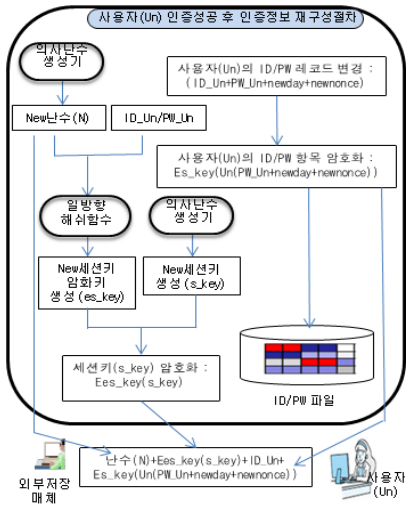 사용자(Un) 인증성공 후 인증정보 재구성절차
의사난수
생성기
사용자(Un)의 ID/PW 레코드 변경 :
(ID_Un+PW_Un+newday+newnonce)
New난수(N)
ID_Un/PW_Un
사용자(Un)의 ID/PW 항목 암호화 :
Es_key(Un(PW_Un+newday+newnonce))
일방향
해쉬함수
의사난수
생성기
New세션키
암화키
생성(es_key)
New세션키
생성(s_key)
세션키(s_key) 암호화 :
Ees_key(s_key)
ID/PW 파일
외부저장
매체
난수(N)+Ees_key(s_key)+ID_Un+
Es_key(Un(PW_Un+newday+newnonce))
사용자
(Un)